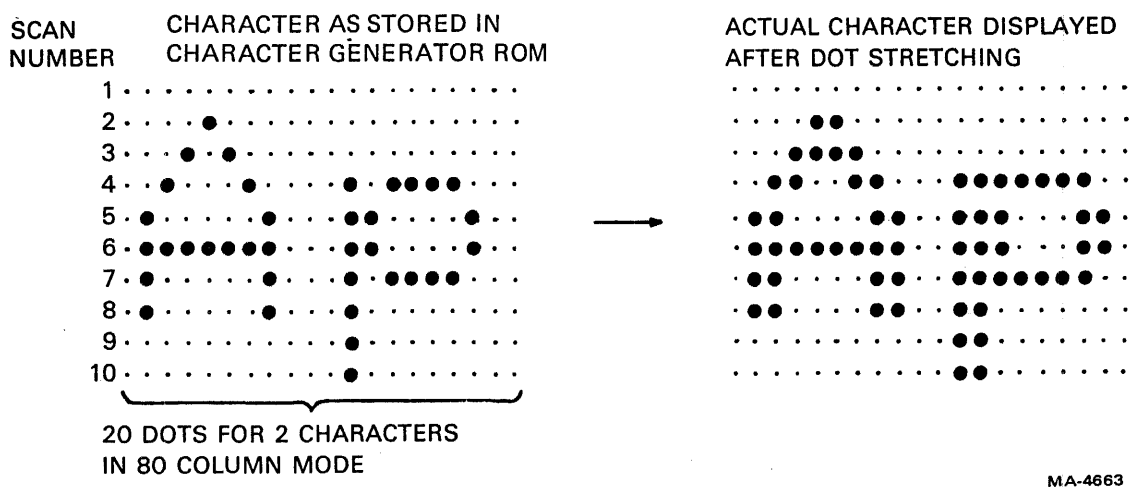 SCAN
NUMBER
CHARACTER AS STORED IN
CHARACTER GENERATOR ROM
ACTUAL CHARACTER DISPLAYED
AFTER DOT STRETCHING
1
2
3
4
5
6
7
8
9
10
20 DOTS FOR 2 CHARACTERS
IN 80 COLUMN MODE
MA-4663